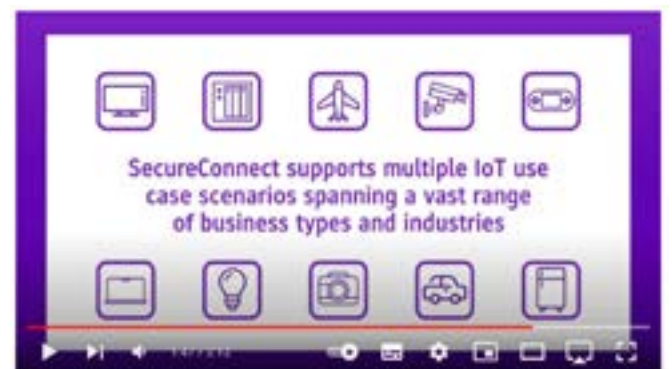 SecureConnect supports multiple IoT use
case scenarios spanning a vast range
of business types and industries